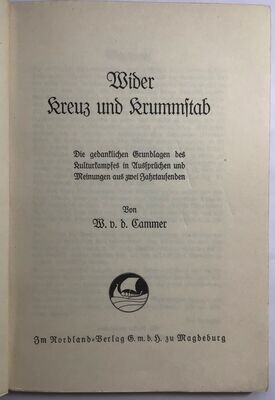 Wider
Kreuz und Krummstab
Die gedanklichen Grundlagen des
Kulturkampfes in Aussprüchen und
Meinungen aus zwei Jahrtausenden
Von
W. v. d. Cammer
Im Nordland-Verlag G. m. b. H. zu Magdeburg